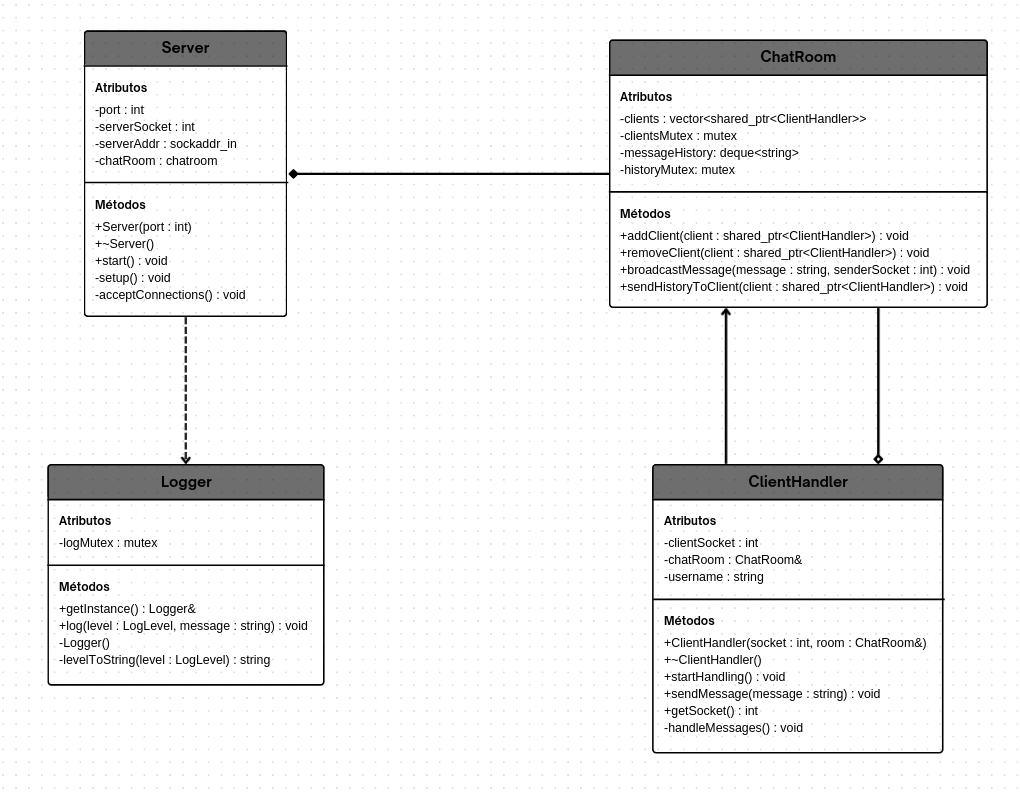 Server
Atributos
-port : int
-serverSocket : int
-serverAddr : sockaddr_in
-chatRoom : chatroom
Métodos
+Server(port : int)
+~Server()
+start() : void
-setup() : void
-acceptConnections() : void
ChatRoom
Atributos
-clients : vector<shared_ptr<ClientHandler>>
-clientsMutex : mutex
-messageHistory: deque<string>
-historyMutex: mutex
Métodos
+addClient(client : shared_ptr<ClientHandler>) : void
+removeClient(client : shared_ptr<ClientHandler>) : void
+broadcastMessage(message : string, senderSocket : int) : void
+sendHistoryToClient(client : shared_ptr<ClientHandler>) : void
Logger
Atributos
-logMutex : mutex
Métodos
+getInstance() : Logger&
+log(level : LogLevel, message : string) : void
-Logger()
-levelToString(level : LogLevel) : string
ClientHandler
Atributos
-clientSocket : int
-chatRoom : ChatRoom&
-username : string
Métodos
+ClientHandler(socket : int, room : ChatRoom&)
+~ClientHandler()
+startHandling() : void
+sendMessage(message : string) : void
+getSocket() : int
-handleMessages() : void